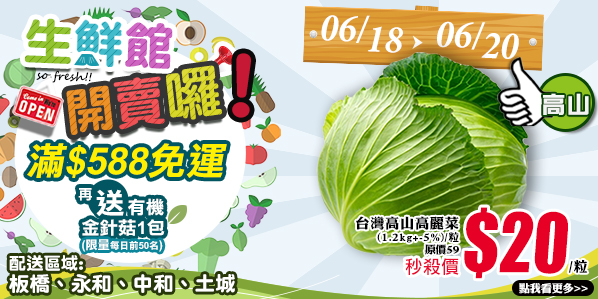 生鮮館
so fresh!!
Come in WE'RE
OPEN
開賣囉!
滿$588免運
再送有機
金針菇1包
(限量每日前50名)
配送區域:
板橋、永和、中和、土城
06/18 > 06/20
高山
台灣高山高麗菜
(1.2kg+-5%)/粒
原價59
秒殺價
$20/粒
點我看更多>>